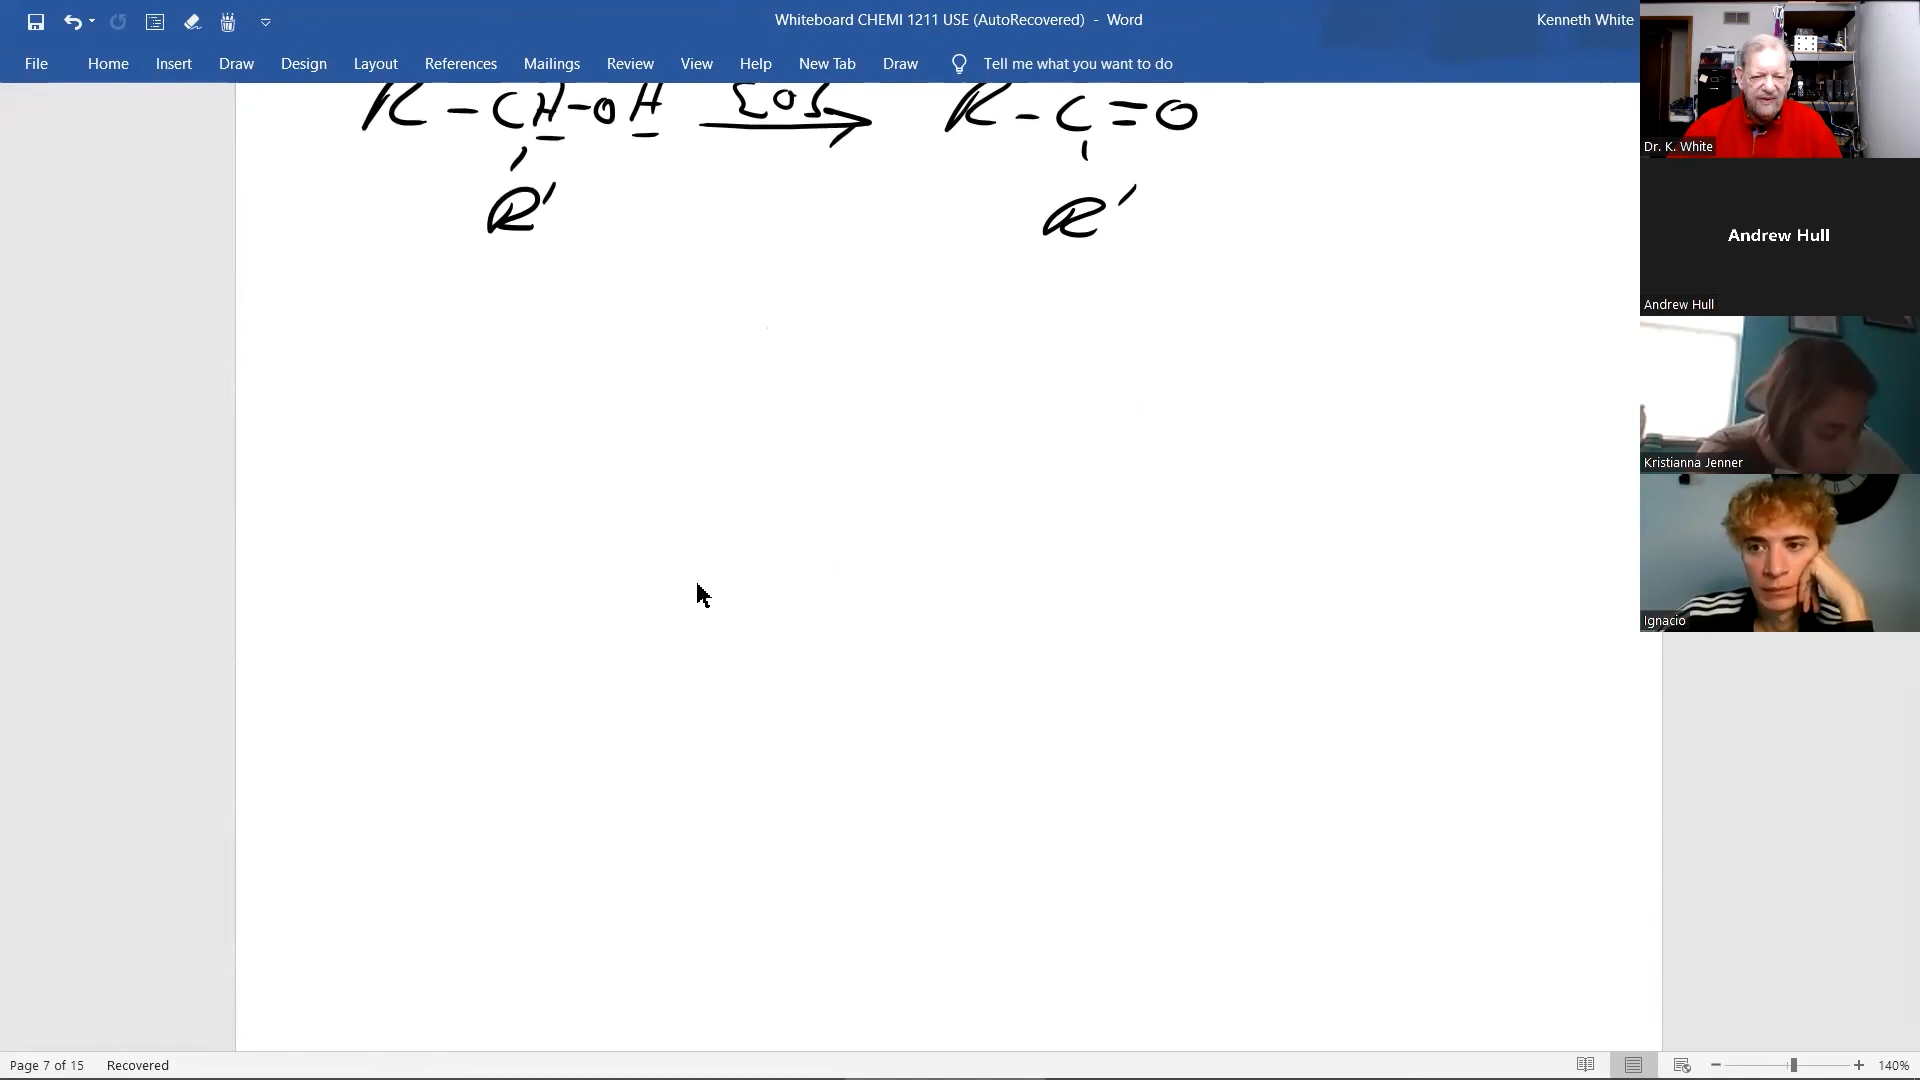 Whiteboard CHEMI 1211 USE (AutoRecovered) - Word
Kenneth White
File Home Insert Draw Design Layout References Mailings Review View Help New Tab Draw Tell me what you want to do
R - CH - OH {O} R - C = O
R' R'
Dr. K. White
Andrew Hull
Andrew Hull
Kristianna Jenner
Ignacio
Page 7 of 15 Recovered 140%